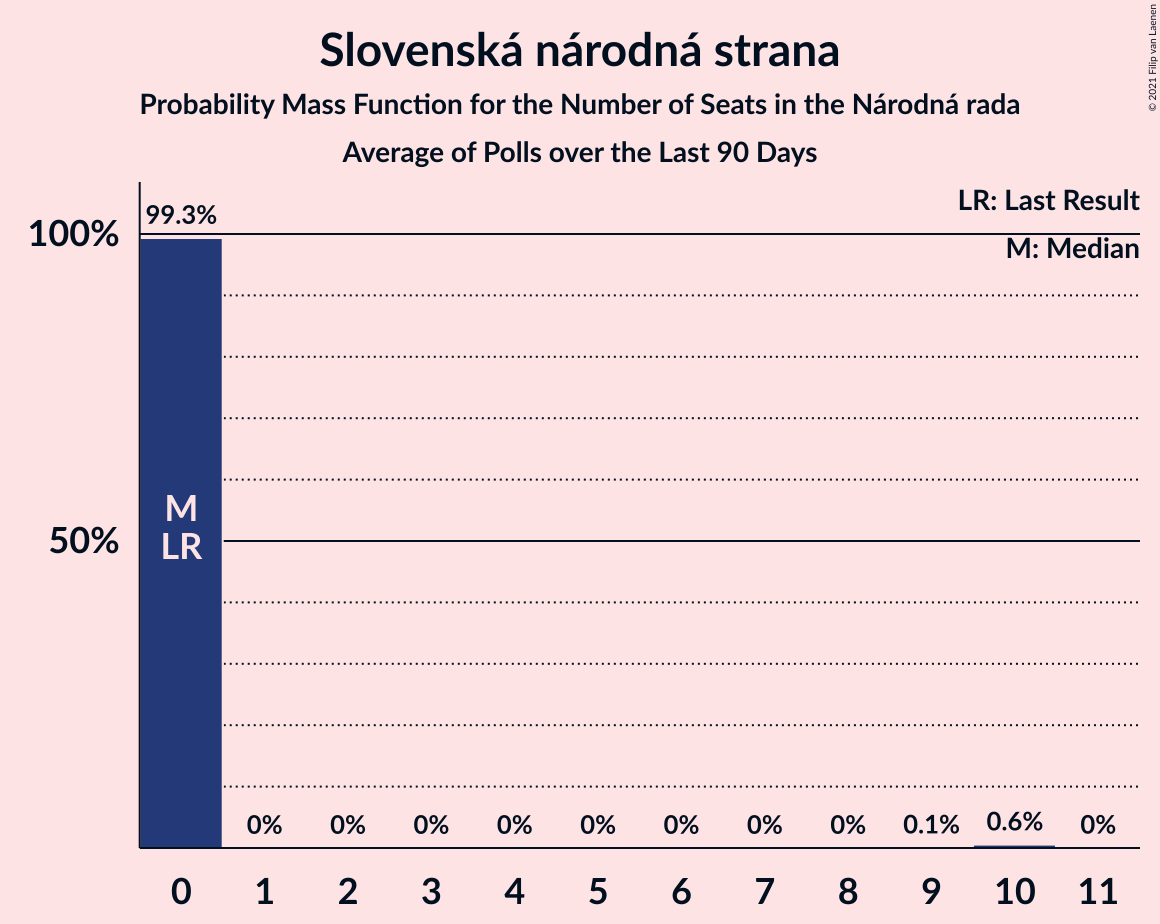 Slovenská národná strana
Probability Mass Function for the Number of Seats in the Národná rada
Average of Polls over the Last 90 Days
© 2021 Filip van Laenen
LR: Last Result
M: Median
99.3%
100%
M
LR
50%
0% 0% 0% 0% 0% 0% 0% 0% 0.1% 0.6% 0%
0 1 2 3 4 5 6 7 8 9 10 11